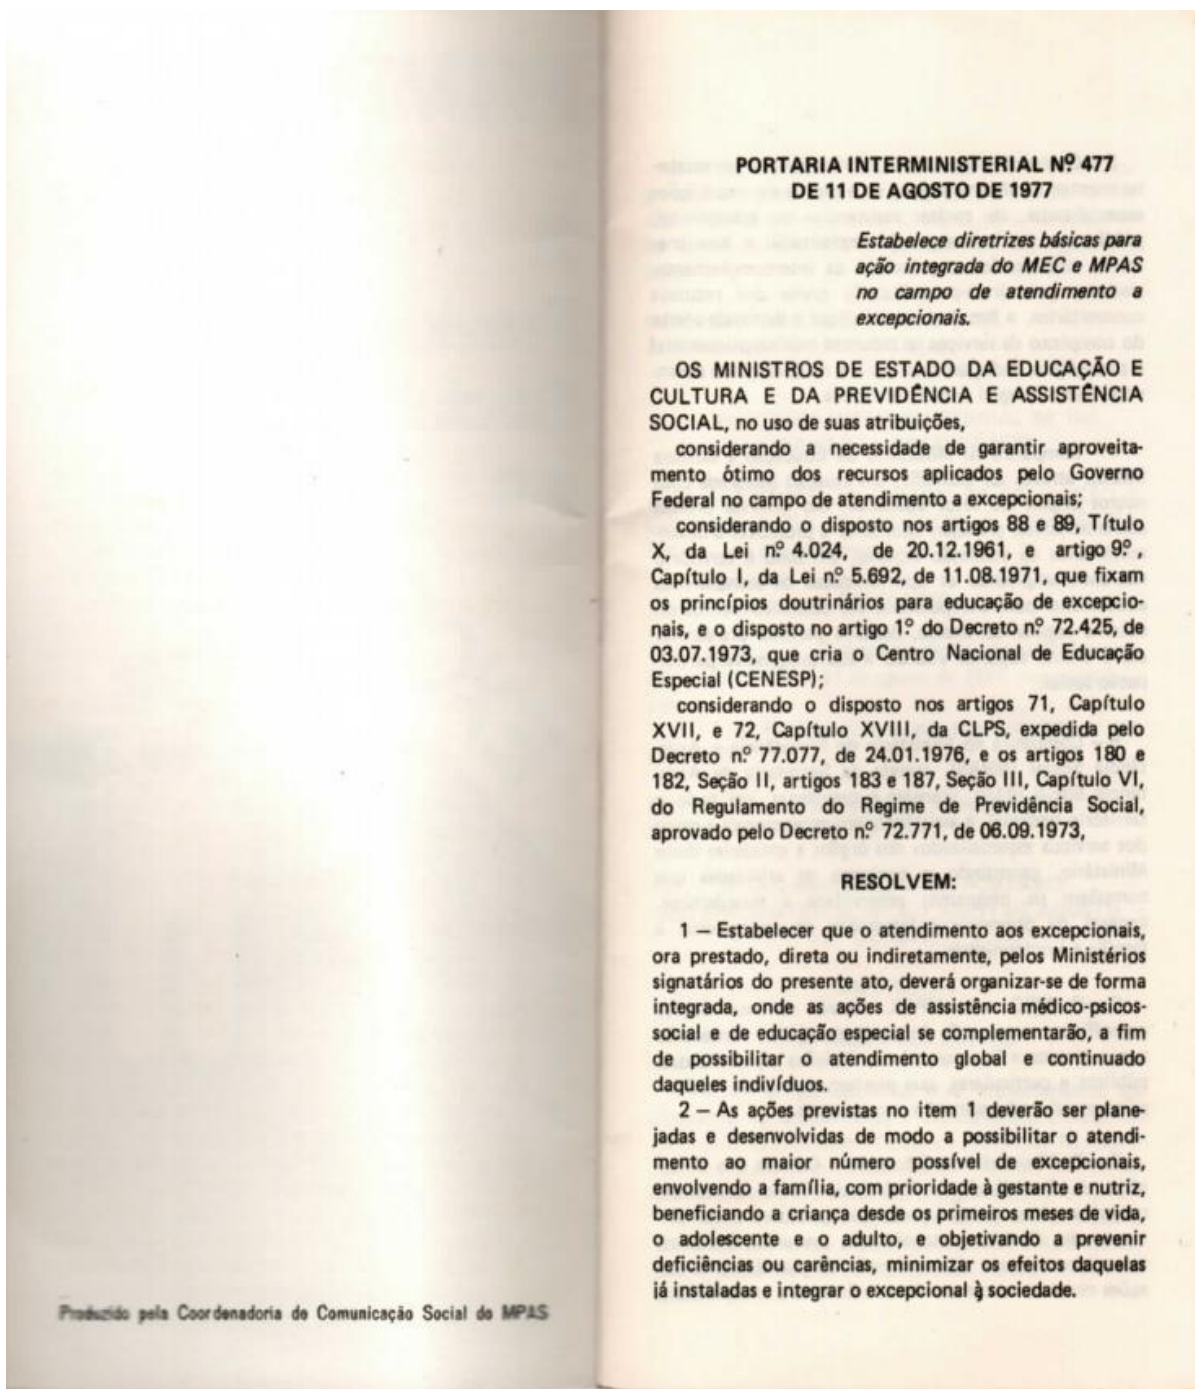 Produzido pela Coordenadoria de Comunicação Social do MPAS
PORTARIA INTERMINISTERIAL Nº 477
DE 11 DE AGOSTO DE 1977
Estabelece diretrizes básicas para
ação integrada do MEC e MPAS
no campo de atendimento a
excepcionais.
OS MINISTROS DE ESTADO DA EDUCAÇÃO E
CULTURA E DA PREVIDÊNCIA E ASSISTÊNCIA
SOCIAL, no uso de suas atribuições,
considerando a necessidade de garantir aproveita-
mento ótimo dos recursos aplicados pelo Governo
Federal no campo de atendimento a excepcionais;
considerando o disposto nos artigos 88 e 89, Título
X, da Lei nº 4.024, de 20.12.1961, e artigo 9º,
Capítulo I, da Lei nº 5.692, de 11.08.1971, que fixam
os princípios doutrinários para educação de excepcio-
nais, e o disposto no artigo 1º do Decreto nº 72.425, de
03.07.1973, que cria o Centro Nacional de Educação
Especial (CENESP);
considerando o disposto nos artigos 71, Capítulo
XVII, e 72, Capítulo XVIII, da CLPS, expedida pelo
Decreto nº 77.077, de 24.01.1976, e os artigos 180 e
182, Seção II, artigos 183 e 187, Seção III, Capítulo VI,
do Regulamento do Regime de Previdência Social,
aprovado pelo Decreto nº 72.771, de 06.09.1973,
RESOLVEM:
1 — Estabelecer que o atendimento aos excepcionais,
ora prestado, direta ou indiretamente, pelos Ministérios
signatários do presente ato, deverá organizar-se de forma
integrada, onde as ações de assistência médico-psicos-
social e de educação especial se complementarão, a fim
de possibilitar o atendimento global e continuado
daqueles indivíduos.
2 — As ações previstas no item 1 deverão ser plane-
jadas e desenvolvidas de modo a possibilitar o atendi-
mento ao maior número possível de excepcionais,
envolvendo a família, com prioridade à gestante e nutriz,
beneficiando a criança desde os primeiros meses de vida,
o adolescente e o adulto, e objetivando a prevenir
deficiências ou carências, minimizar os efeitos daquelas
já instaladas e integrar o excepcional à sociedade.